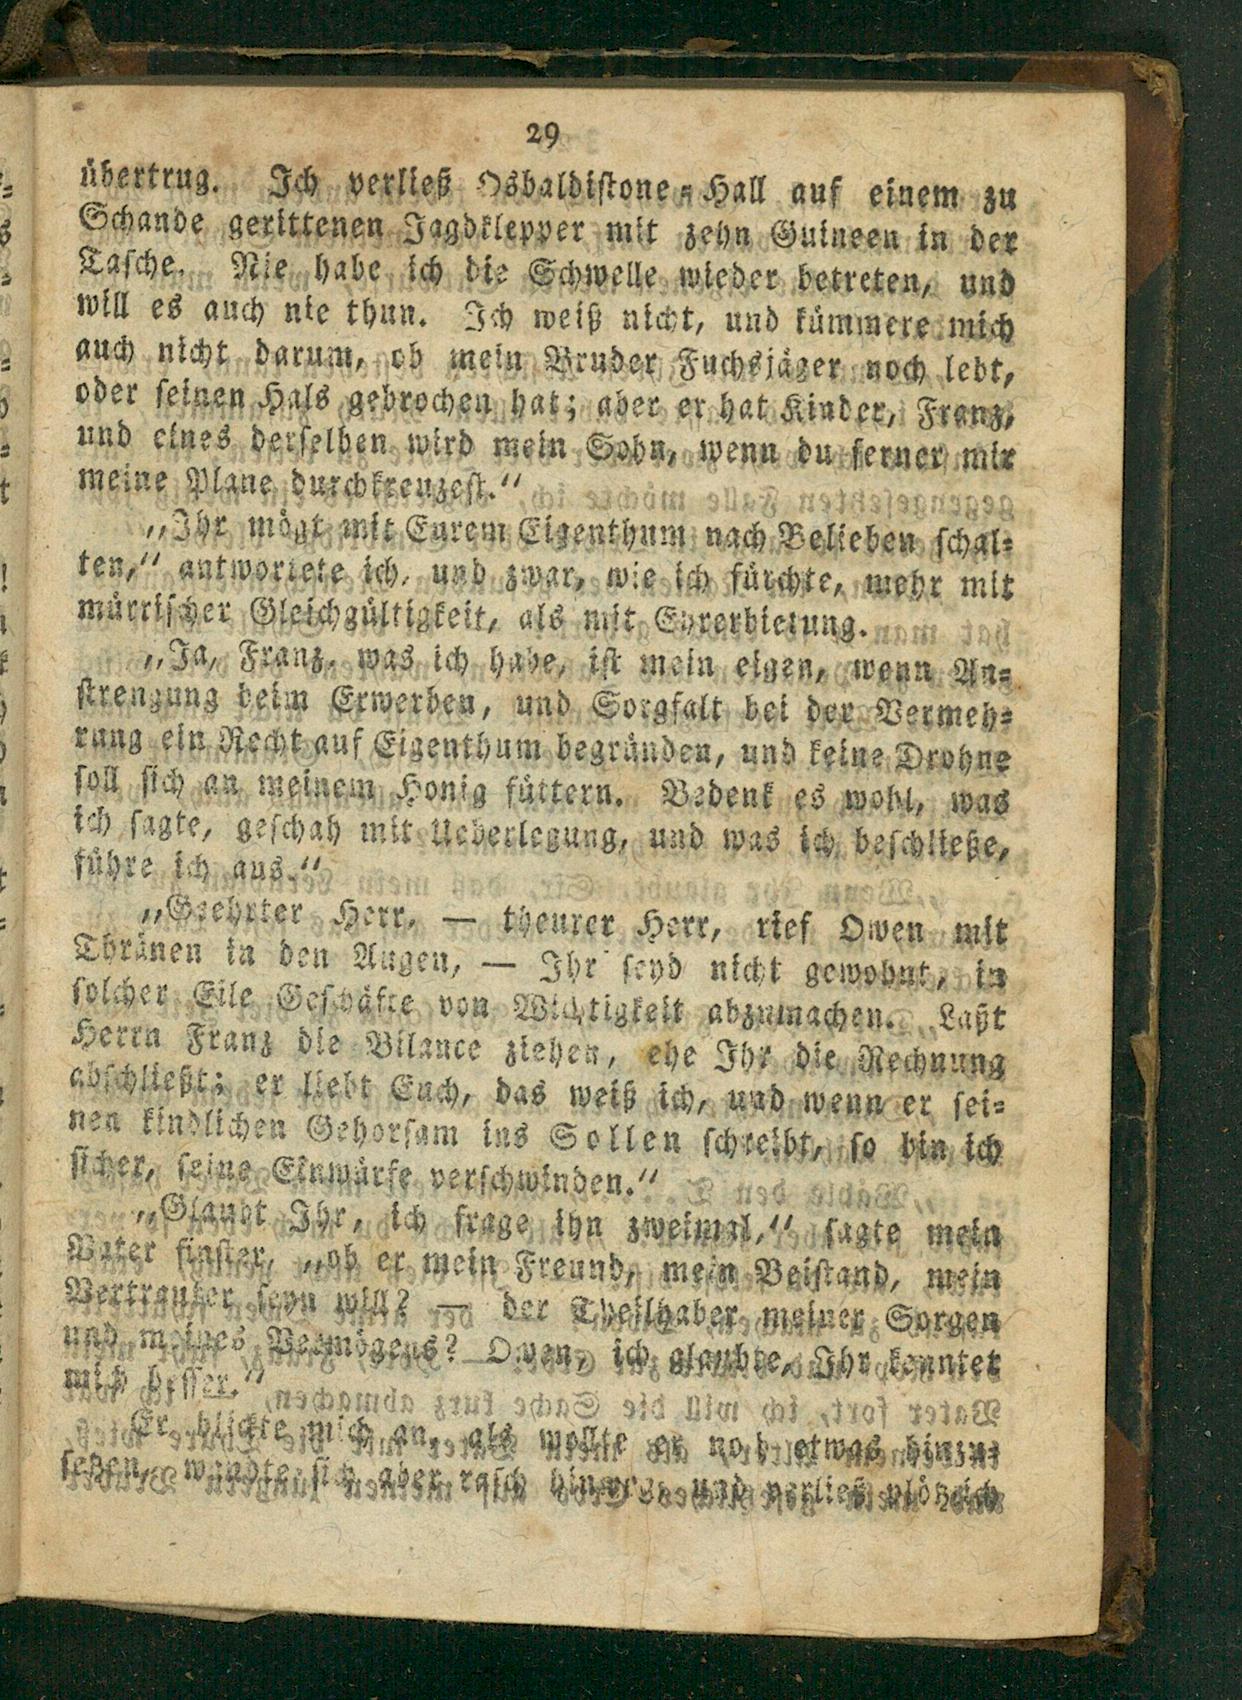 29
übertrug. Ich verließ Osbaldistone-Hall auf einem zu
Schande gerittenen Jagdklepper mit zehn Guineen in der
Tasche. Nie habe ich die Schwelle wieder betreten, und
will es auch nie thun. Ich weiß nicht, und kümmere mich
auch nicht darum, ob mein Bruder Fuchsjäger noch lebt,
oder seinen Hals gebrochen hat; aber er hat Kinder, Franz,
und eines derselben wird mein Sohn, wenn du ferner mir
meine Plane durchkreuzest.“
„Ihr mögt mit Eurem Eigenthum nach Belieben schal-
ten,“ antwortete ich, und zwar, wie ich fürchte, mehr mit
mürrischer Gleichgültigkeit, als mit Ehrerbietung.
„Ja, Franz, was ich habe, ist mein eigen, wenn An-
strengung beim Erwerben, und Sorgfalt bei der Vermeh-
rung ein Recht auf Eigenthum begründen, und keine Drohne
soll sich an meinem Honig füttern. Bedenk es wohl, was
ich sagte, geschah mit Ueberlegung, und was ich beschließe,
führe ich aus.“
„Geehrter Herr, — theurer Herr, rief Owen mit
Thränen in den Augen, — Ihr seyd nicht gewohnt, in
solcher Eile Geschäfte von Wichtigkeit abzumachen. Laßt
Herrn Franz die Bilance ziehen, ehe Ihr die Rechnung
abschließt; er liebt Euch, das weiß ich, und wenn er sei-
nen kindlichen Gehorsam ins Sollen schreibt, so bin ich
sicher, seine Einwürfe verschwinden.“
„Glaubt Ihr, ich frage ihn zweimal,“ sagte mein
Vater finster, „ob er mein Freund, mein Beistand, mein
Vertrauter seyn will? — der Theilhaber meiner Sorgen
und meines Vermögens? Owen, ich glaubte, Ihr kenntet
mich besser.“
Er blickte mich an, als wollte er noch etwas hinzu-
setzen, wandte sich aber rasch hinweg, und verließ plötzlich